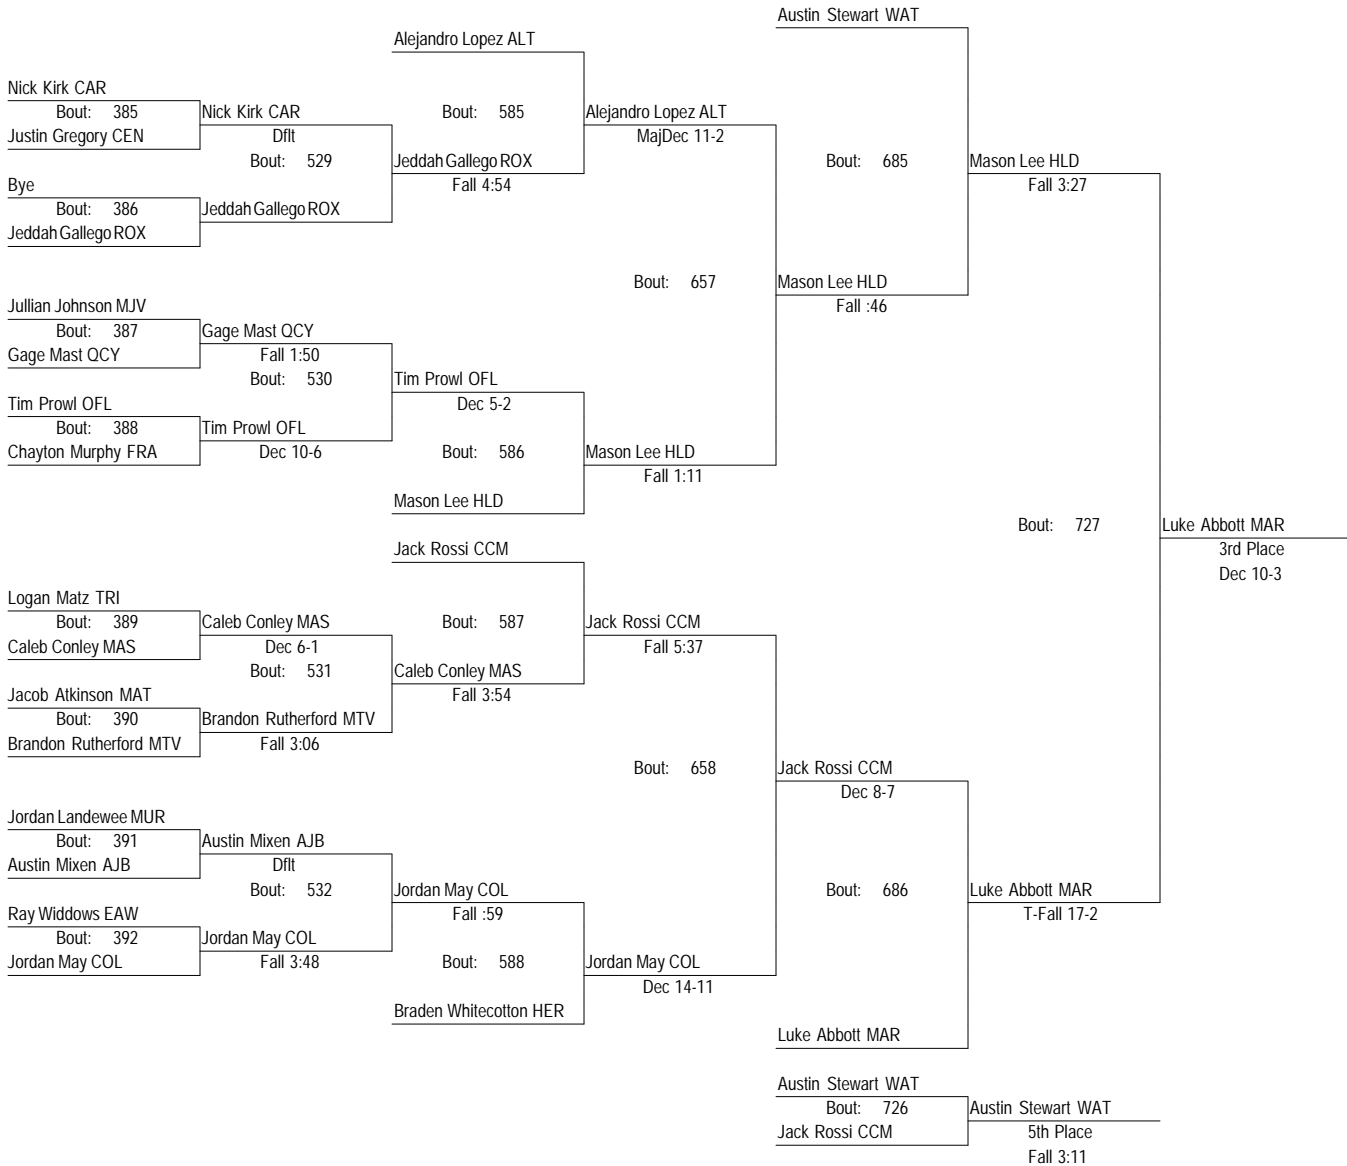 Austin Stewart WAT
Alejandro Lopez ALT
Nick Kirk CAR
Bout: 385
Nick Kirk CAR
Bout: 585
Alejandro Lopez ALT
Justin Gregory CEN
Dflt
MajDec 11-2
Bout: 529
Jeddah Gallego ROX
Bout: 685
Mason Lee HLD
Bye
Fall 4:54
Fall 3:27
Bout: 386
Jeddah Gallego ROX
Jeddah Gallego ROX
Bout: 657
Mason Lee HLD
Jullian Johnson MJV
Fall :46
Bout: 387
Gage Mast QCY
Gage Mast QCY
Fall 1:50
Bout: 530
Tim Prowl OFL
Tim Prowl OFL
Dec 5-2
Bout: 388
Tim Prowl OFL
Chayton Murphy FRA
Dec 10-6
Bout: 586
Mason Lee HLD
Fall 1:11
Mason Lee HLD
Bout: 727
Luke Abbott MAR
Jack Rossi CCM
3rd Place
Dec 10-3
Logan Matz TRI
Bout: 389
Caleb Conley MAS
Bout: 587
Jack Rossi CCM
Caleb Conley MAS
Dec 6-1
Fall 5:37
Bout: 531
Caleb Conley MAS
Jacob Atkinson MAT
Fall 3:54
Bout: 390
Brandon Rutherford MTV
Brandon Rutherford MTV
Fall 3:06
Bout: 658
Jack Rossi CCM
Dec 8-7
Jordan Landewee MUR
Bout: 391
Austin Mixen AJB
Austin Mixen AJB
Dflt
Bout: 532
Jordan May COL
Bout: 686
Luke Abbott MAR
Ray Widdows EAW
Fall :59
T-Fall 17-2
Bout: 392
Jordan May COL
Jordan May COL
Fall 3:48
Bout: 588
Jordan May COL
Dec 14-11
Braden Whitecotton HER
Luke Abbott MAR
Austin Stewart WAT
Bout: 726
Austin Stewart WAT
Jack Rossi CCM
5th Place
Fall 3:11